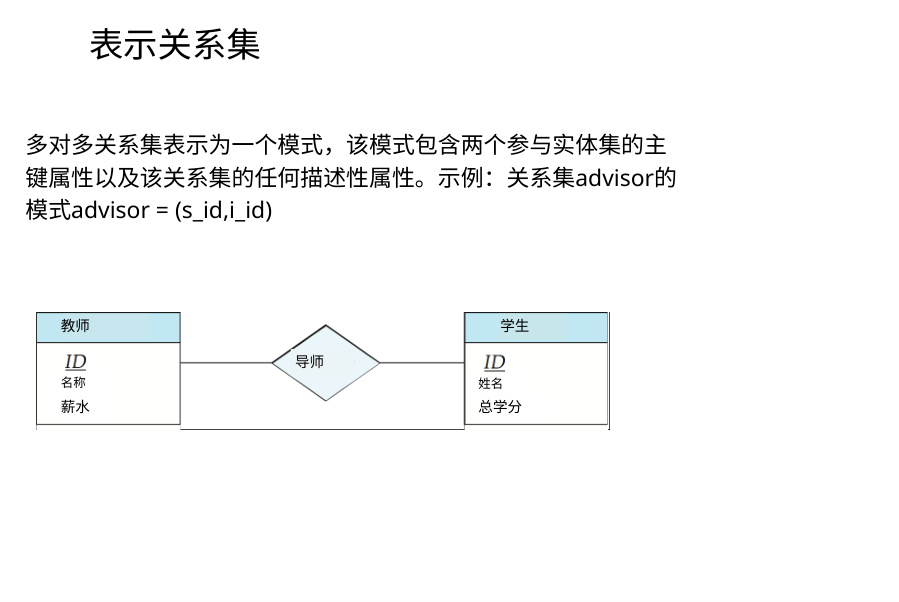 表示关系集
多对多关系集表示为一个模式，该模式包含两个参与实体集的主
键属性以及该关系集的任何描述性属性。示例：关系集advisor的
模式advisor = (s_id,i_id)
教师
ID
名称
薪水
导师
学生
ID
姓名
总学分